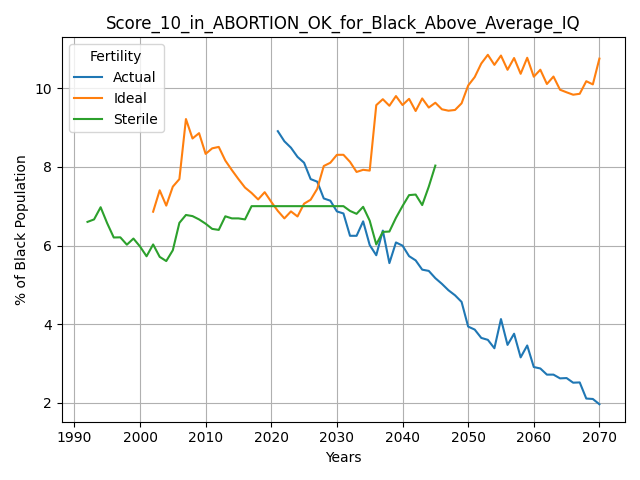 Score_10_in_ABORTION_OK_for_Black_Above_Average_IQ
Fertility
Actual
Ideal
Sterile
% of Black Population
10
8
6
4
2
1990 2000 2010 2020 2030 2040 2050 2060 2070
Years